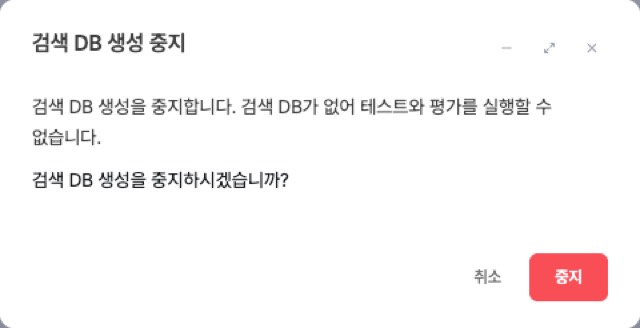 검색 DB 생성 중지
검색 DB 생성을 중지합니다. 검색 DB가 없어 테스트와 평가를 실행할 수
없습니다.
검색 DB 생성을 중지하시겠습니까?
취소
중지